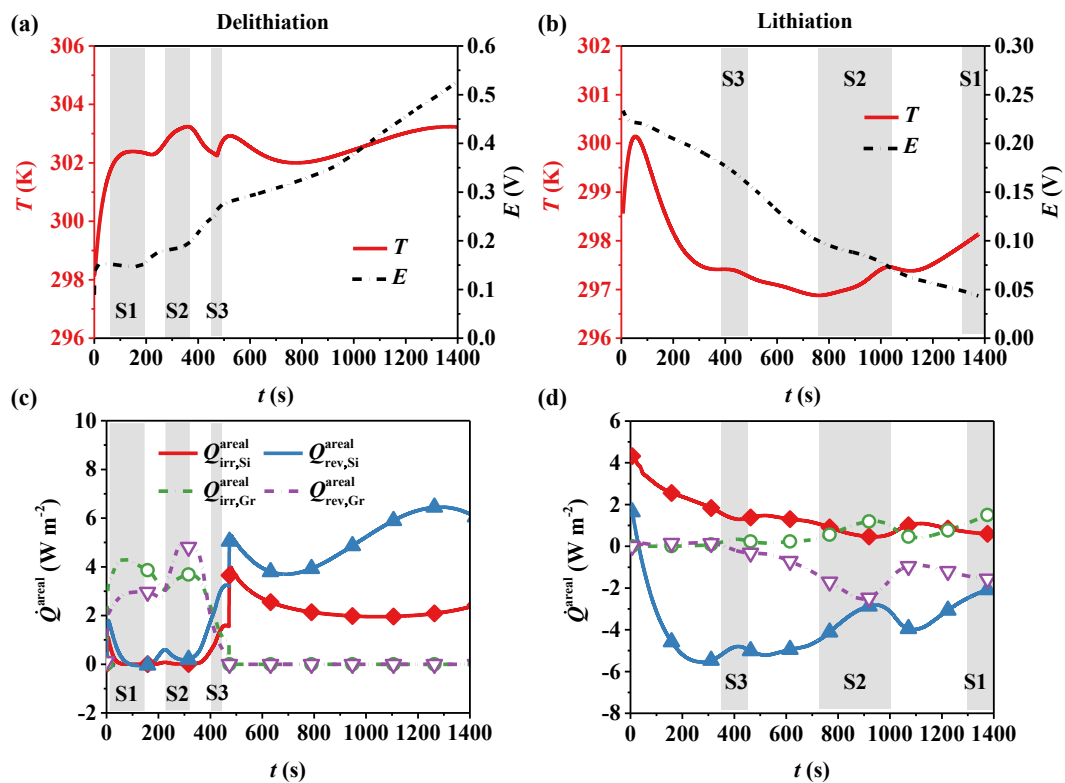 (a) Delithiation
306
304
302
300
298
296
T (K)
0.6
0.5
0.4
0.3
0.2
0.1
0.0
E (V)
T
E
S1 S2 S3
0 200 400 600 800 1000 1200 1400
t (s)
(b) Lithiation
302
301
300
299
298
297
296
T (K)
0.30
0.25
0.20
0.15
0.10
0.05
0.00
E (V)
S3 S2 S1
T
E
0 200 400 600 800 1000 1200 1400
t (s)
(c)
10
8
6
4
2
0
-2
Q̇^areal (W m^-2)
Q^areal_irr,Si Q^areal_rev,Si
Q^areal_irr,Gr Q^areal_rev,Gr
S1 S2 S3
0 200 400 600 800 1000 1200 1400
t (s)
(d)
6
4
2
0
-2
-4
-6
-8
Q̇^areal (W m^-2)
S3 S2 S1
0 200 400 600 800 1000 1200 1400
t (s)